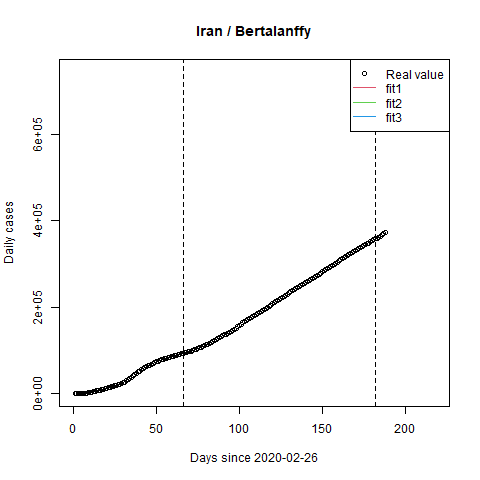 Iran / Bertalanffy
Real value
fit1
fit2
fit3
Daily cases
6e+05
4e+05
2e+05
0e+00
0 50 100 150 200
Days since 2020-02-26